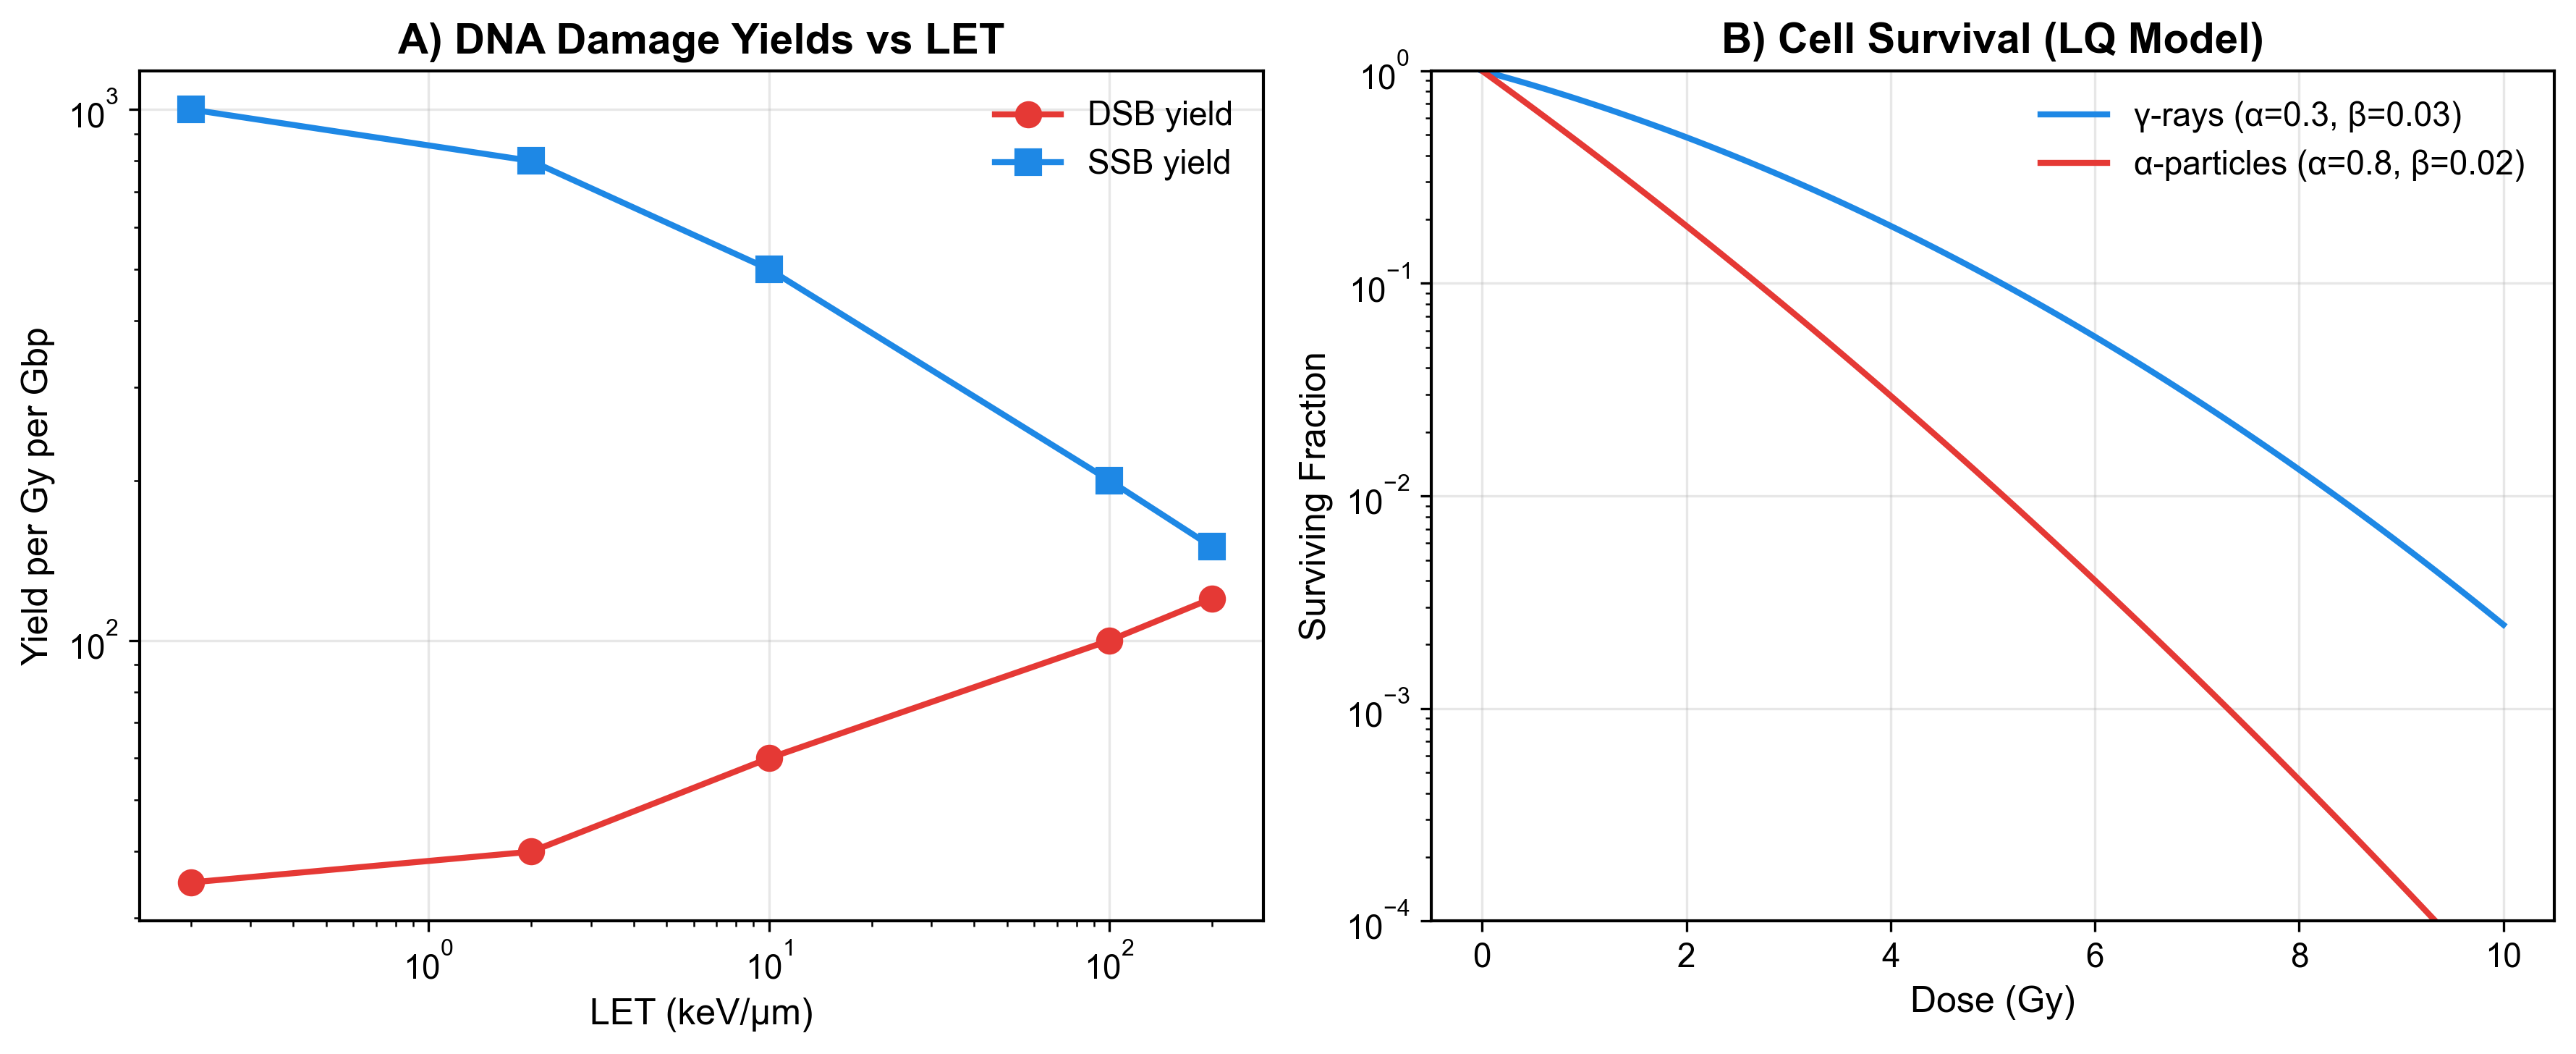 A) DNA Damage Yields vs LET
10³
10²
Yield per Gy per Gbp
DSB yield
SSB yield
10⁰
10¹
10²
LET (keV/μm)
B) Cell Survival (LQ Model)
10⁰
10⁻¹
10⁻²
10⁻³
10⁻⁴
Surviving Fraction
γ-rays (α=0.3, β=0.03)
α-particles (α=0.8, β=0.02)
0
2
4
6
8
10
Dose (Gy)